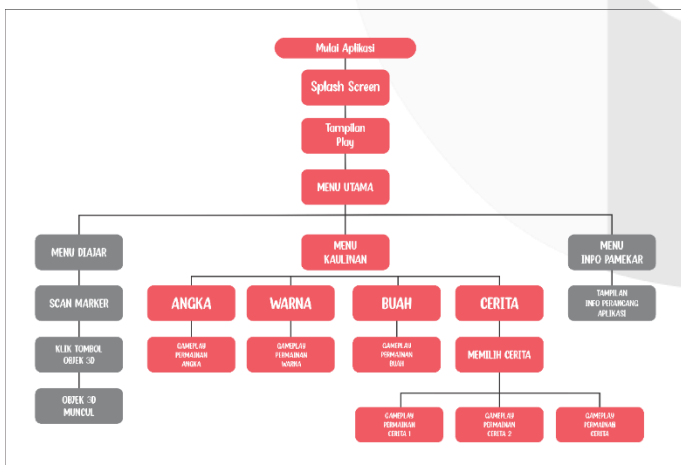 Mulai Aplikasi
Splash Screen
Tampilan
Play
MENU UTAMA
MENU DIAJAR
MENU
KAULINAN
MENU
INFO PAMEKAR
SCAN MARKER
ANGKA
WARNA
BUAH
CERITA
TAMPILAN
INFO PERANCANG
APLIKASI
KLIK TOMBOL
OBJEK 3D
GAMEPLAY
PERMAINAN
ANGKA
GAMEPLAY
PERMAINAN
WARNA
GAMEPLAY
PERMAINAN
BUAH
MEMILIH CERITA
OBJEK 3D
MUNCUL
GAMEPLAY
PERMAINAN
CERITA 1
GAMEPLAY
PERMAINAN
CERITA 2
GAMEPLAY
PERMAINAN
CERITA